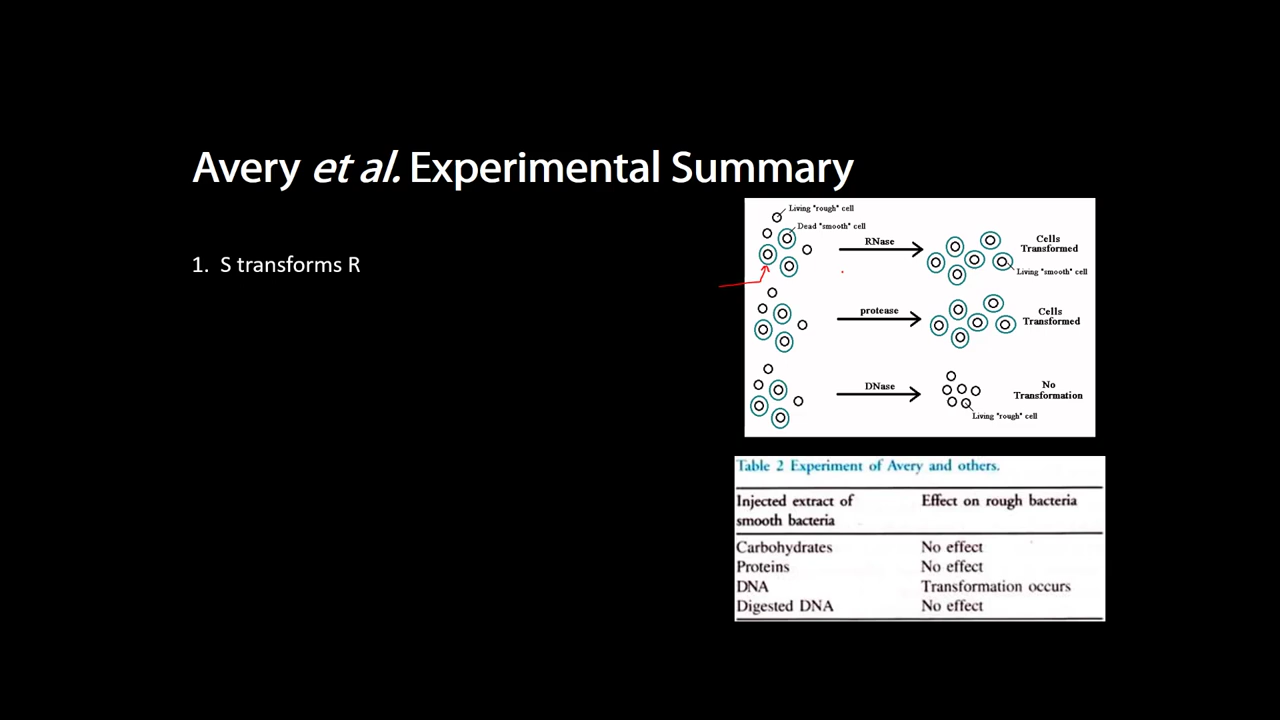 Avery et al. Experimental Summary
1. S transforms R
Living "rough" cell
Dead "smooth" cell
RNase
Cells
Transformed
Living "smooth" cell
protease
Cells
Transformed
DNase
No
Transformation
Living "rough" cell
Table 2 Experiment of Avery and others.
Injected extract of smooth bacteria
Effect on rough bacteria
Carbohydrates No effect
Proteins No effect
DNA Transformation occurs
Digested DNA No effect